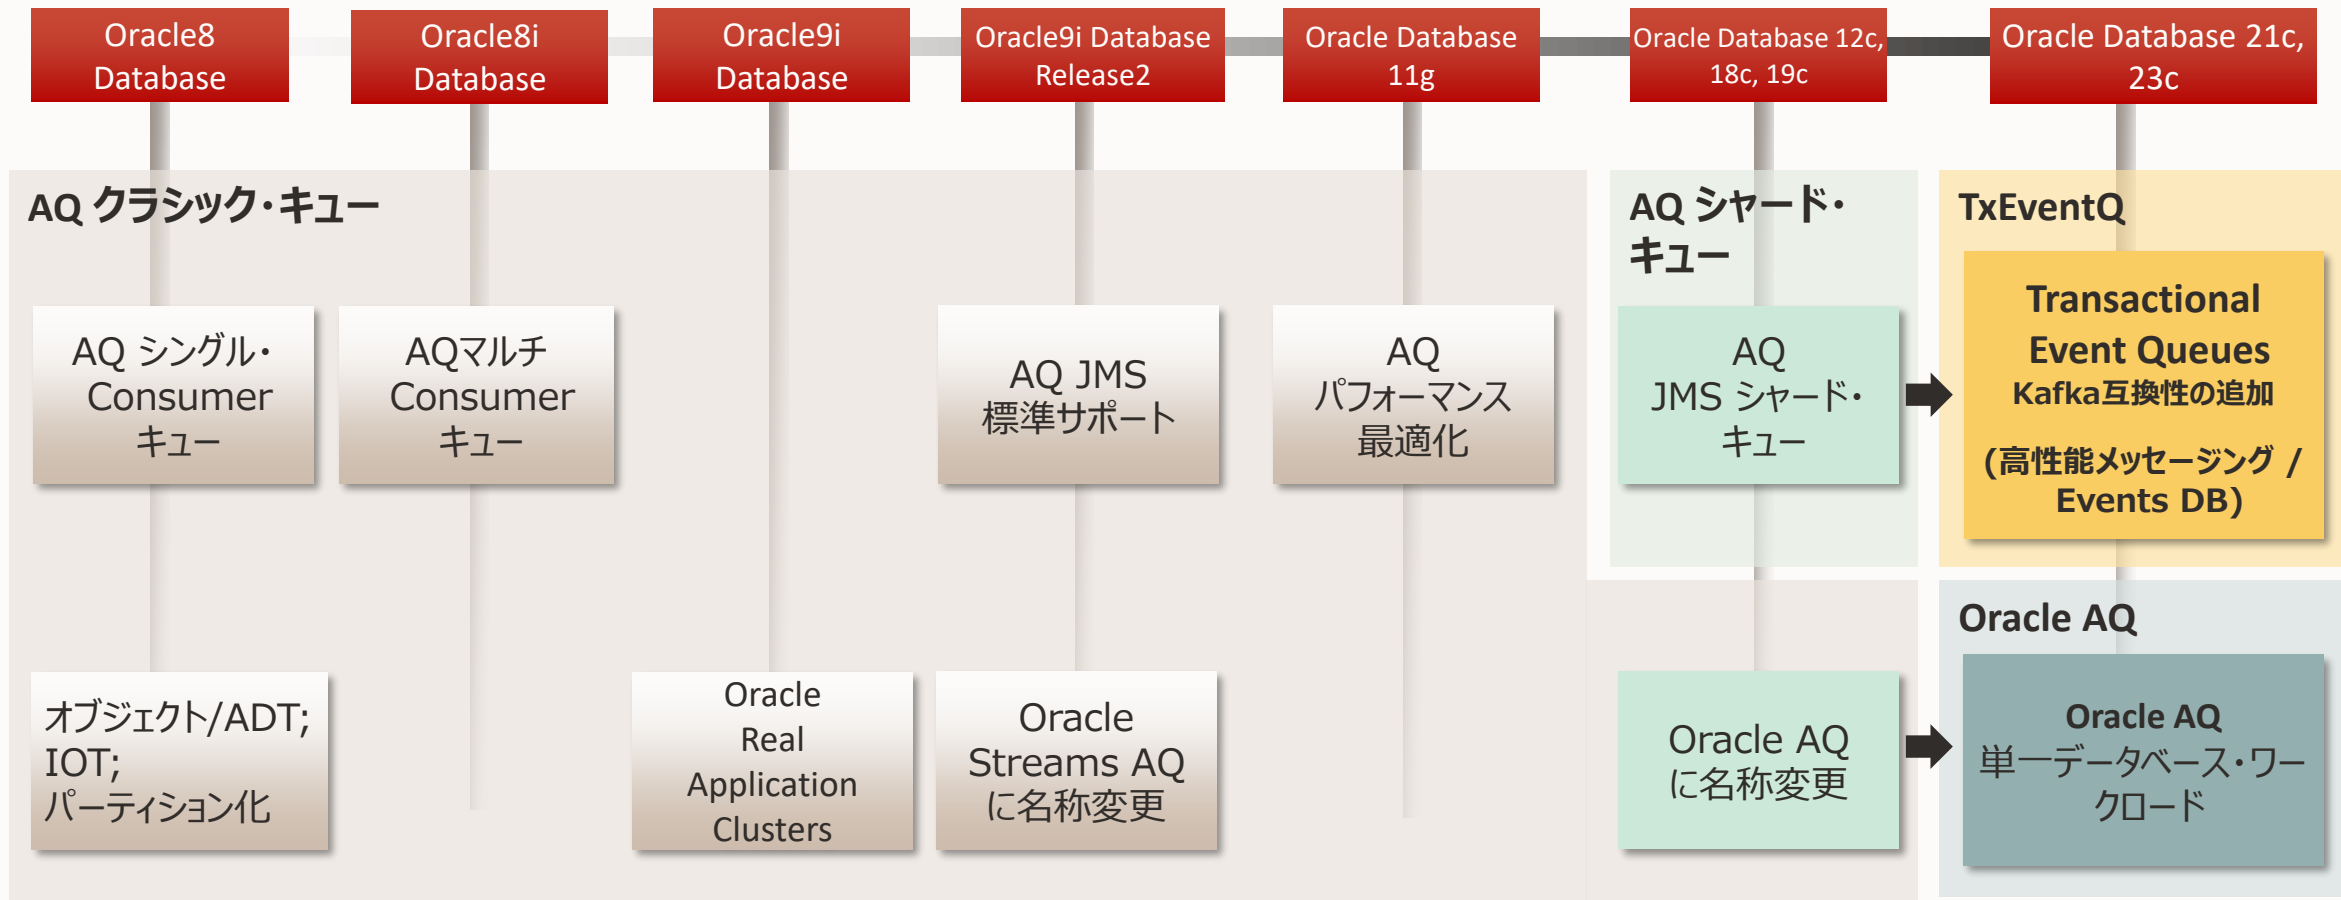 Oracle8
Database
Oracle8i
Database
Oracle9i
Database
Oracle9i Database
Release2
Oracle Database
11g
Oracle Database 12c,
18c, 19c
Oracle Database 21c,
23c
AQ クラシック・キュー
AQ シャード・
キュー
TxEventQ
AQ シングル・
Consumer
キュー
AQマルチ
Consumer
キュー
AQ JMS
標準サポート
AQ
パフォーマンス
最適化
AQ
JMS シャード・
キュー
Transactional
Event Queues
Kafka互換性の追加
(高性能メッセージング /
Events DB)
オブジェクト/ADT;
IOT;
パーティション化
Oracle
Real
Application
Clusters
Oracle
Streams AQ
に名称変更
Oracle AQ
に名称変更
Oracle AQ
Oracle AQ
単一データベース・ワー
クロード